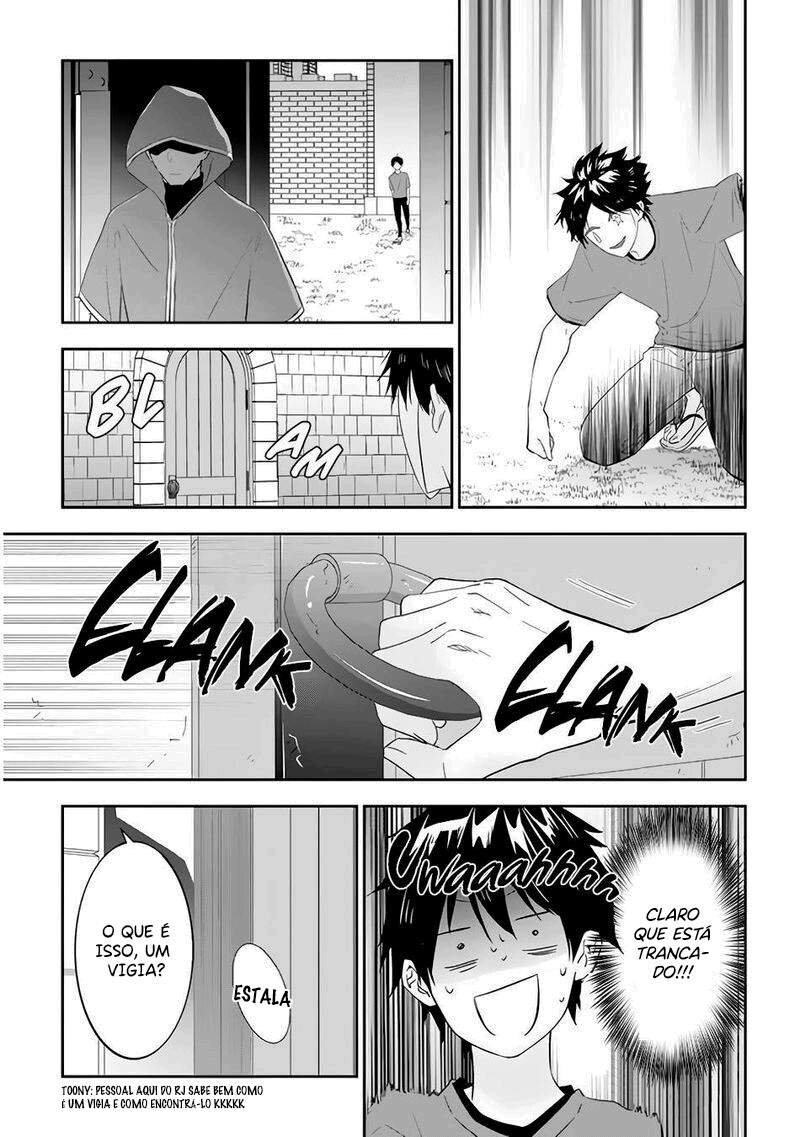 BL
AM
CLANK
CLANK
UWAAAHHHH
CLARO
QUE ESTÁ
TRANCA-
DO!!!
O QUE É
ISSO, UM
VIGIA?
ESTALA
TOONY: PESSOAL AQUI DO RJ SABE BEM COMO
É UM VIGIA E COMO ENCONTRÁ-LO KKKKK